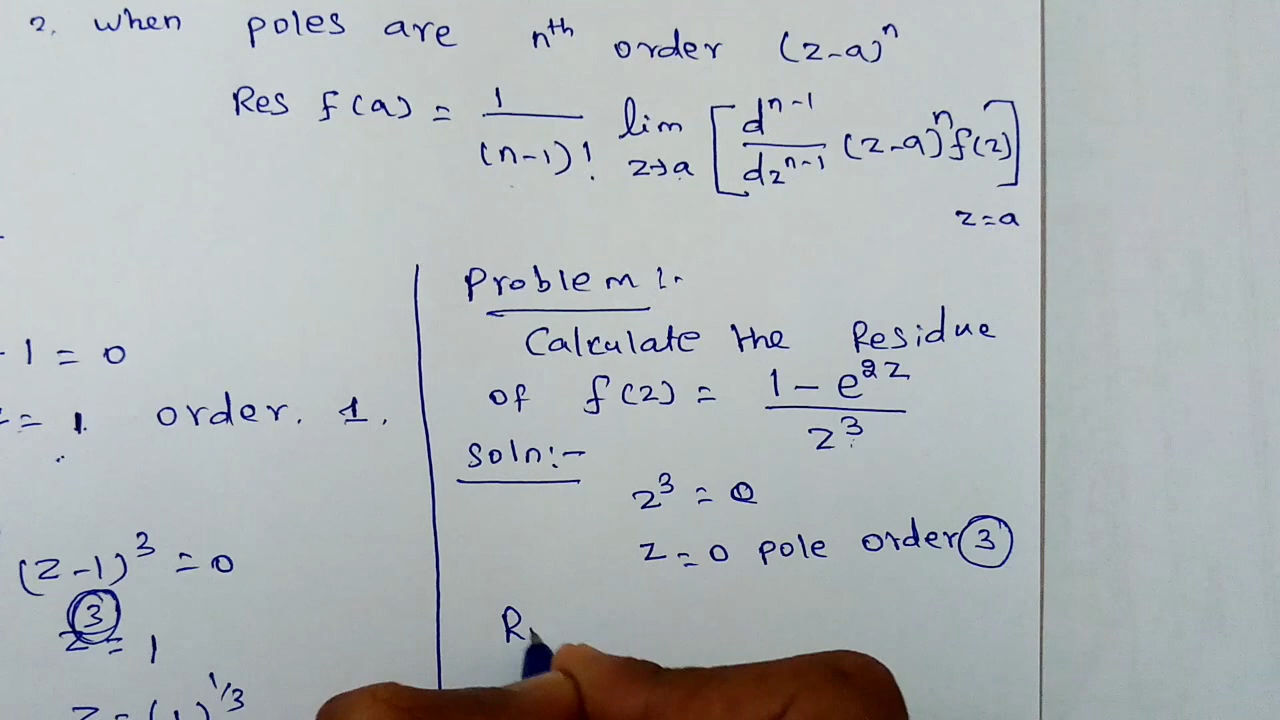 2. when poles are nth order (z-a)^n
Res f(a) = 1/(n-1)! lim z→a [d^n-1/dz^n-1 (z-a)^n f(z)]
z=a
- 1 = 0
= 1. order. 1.
(z-1)^3 = 0
3
z = 1
z = (1)^1/3
Problem :-
Calculate the Residue
of f(z) = 1 - e^2z / z^3
Soln:-
z^3 = 0
z = 0 pole order 3
R